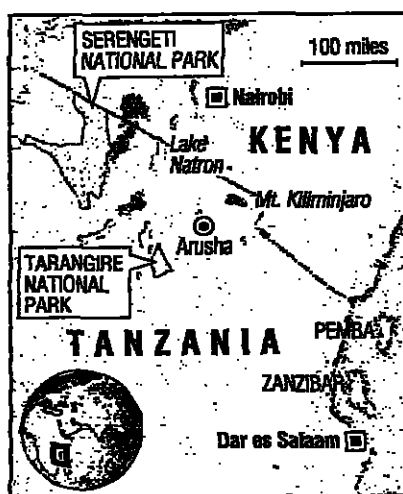 SERENGETI
NATIONAL PARK
100 miles
Nairobi
KENYA
Lake
Natron
Mt. Kiliminjaro
Arusha
TARANGIRE
NATIONAL
PARK
TANZANIA
PEMBA
ZANZIBAR
Dar es Salaam